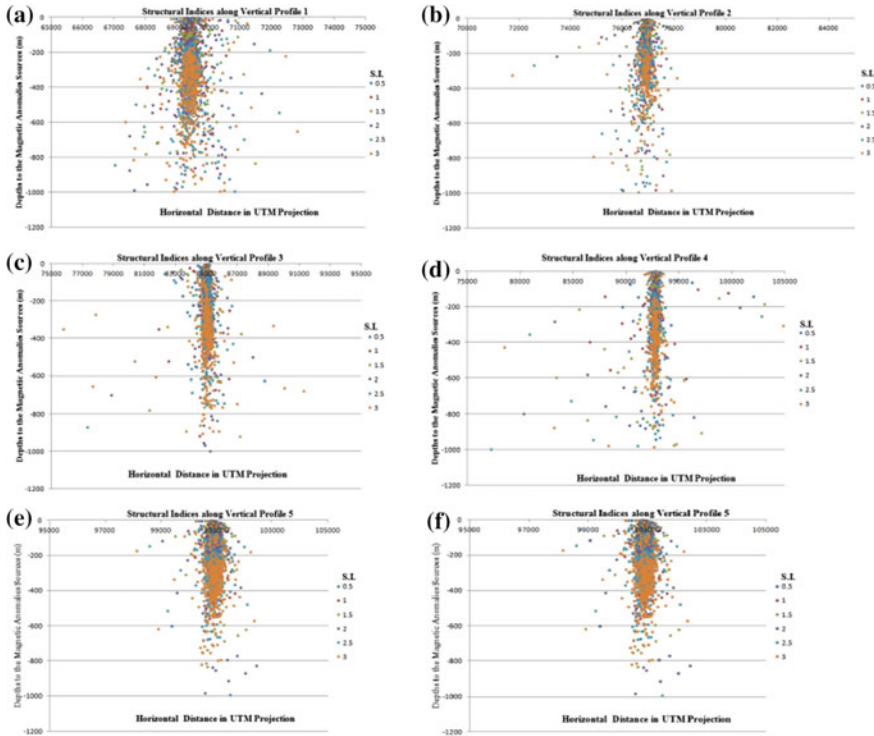 (a)
Structural Indices along Vertical Profile 1
65000 66000 67000 68000 69000 71000 72000 73000 74000 75000
0
-200
-400
-600
-800
-1000
-1200
Depths to the Magnetic Anomalies Sources (m)
Horizontal Distance in UTM Projection
S.I.
0.5
1
1.5
2
2.5
3
(b)
Structural Indices along Vertical Profile 2
70000 72000 74000 76000 78000 80000 82000 84000
0
-200
-400
-600
-800
-1000
-1200
Depths to the Magnetic Anomalies Sources (m)
Horizontal Distance in UTM Projection
S.I.
0.5
1
1.5
2
2.5
3
(c)
Structural Indices along Vertical Profile 3
75000 77000 79000 81000 87000 89000 91000 93000 95000
0
-200
-400
-600
-800
-1000
-1200
Depths to the Magnetic Anomalies Sources (m)
Horizontal Distance in UTM Projection
S.I.
0.5
1
1.5
2
2.5
3
(d)
Structural Indices along Vertical Profile 4
75000 80000 85000 90000 95000 100000 105000
0
-200
-400
-600
-800
-1000
-1200
Depths to the Magnetic Anomalies Sources (m)
Horizontal Distance in UTM Projection
S.I.
0.5
1
1.5
2
2.5
3
(e)
Structural Indices along Vertical Profile 5
95000 97000 99000 103000 105000
0
-200
-400
-600
-800
-1000
-1200
Depths to the Magnetic Anomalies Sources (m)
Horizontal Distance in UTM Projection
S.I.
0.5
1
1.5
2
2.5
3
(f)
Structural Indices along Vertical Profile 5
95000 97000 99000 103000 105000
0
-200
-400
-600
-800
-1000
-1200
Depths to the Magnetic Anomalies Sources (m)
Horizontal Distance in UTM Projection
S.I.
0.5
1
1.5
2
2.5
3